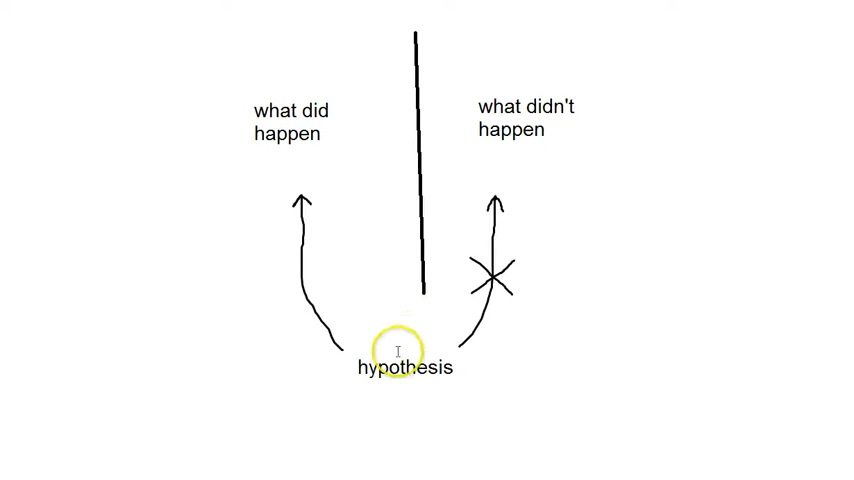 what did
happen
what didn't
happen
hypothesis